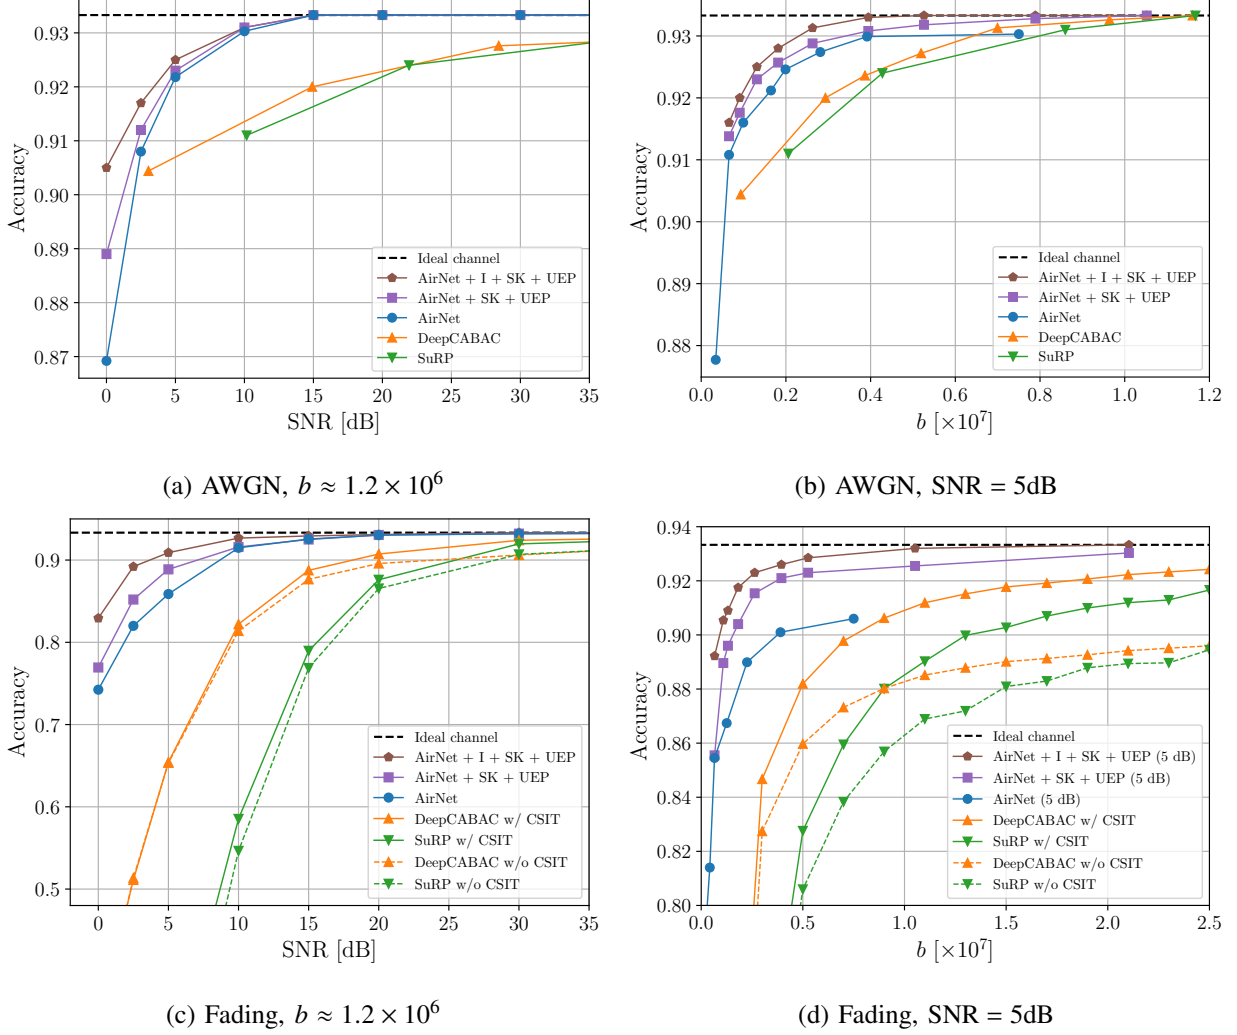 0.93
0.92
0.91
0.90
0.89
0.88
0.87
Accuracy
0 5 10 15 20 25 30 35
SNR [dB]
Ideal channel
AirNet + I + SK + UEP
AirNet + SK + UEP
AirNet
DeepCABAC
SuRP
(a) AWGN, b ≈ 1.2 × 10⁶
0.93
0.92
0.91
0.90
0.89
0.88
Accuracy
0.0 0.2 0.4 0.6 0.8 1.0 1.2
b [×10⁷]
Ideal channel
AirNet + I + SK + UEP
AirNet + SK + UEP
AirNet
DeepCABAC
SuRP
(b) AWGN, SNR = 5dB
0.9
0.8
0.7
0.6
0.5
Accuracy
0 5 10 15 20 25 30 35
SNR [dB]
Ideal channel
AirNet + I + SK + UEP
AirNet + SK + UEP
AirNet
DeepCABAC w/ CSIT
SuRP w/ CSIT
DeepCABAC w/o CSIT
SuRP w/o CSIT
(c) Fading, b ≈ 1.2 × 10⁶
0.94
0.92
0.90
0.88
0.86
0.84
0.82
0.80
Accuracy
0.0 0.5 1.0 1.5 2.0 2.5
b [×10⁷]
Ideal channel
AirNet + I + SK + UEP (5 dB)
AirNet + SK + UEP (5 dB)
AirNet (5 dB)
DeepCABAC w/ CSIT
SuRP w/ CSIT
DeepCABAC w/o CSIT
SuRP w/o CSIT
(d) Fading, SNR = 5dB